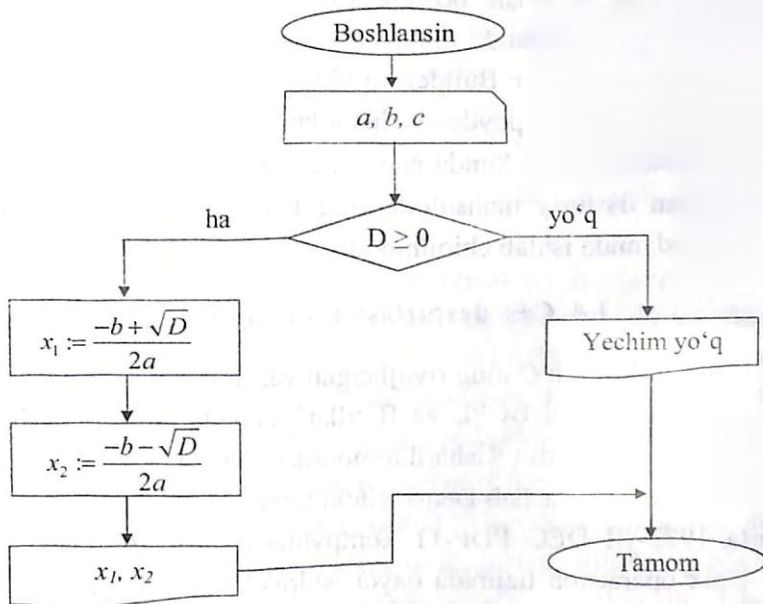 Boshlansin
a, b, c
ha
D ≥ 0
yo‘q
x₁ := (-b + √D) / 2a
Yechim yo‘q
x₂ := (-b - √D) / 2a
x₁, x₂
Tamom